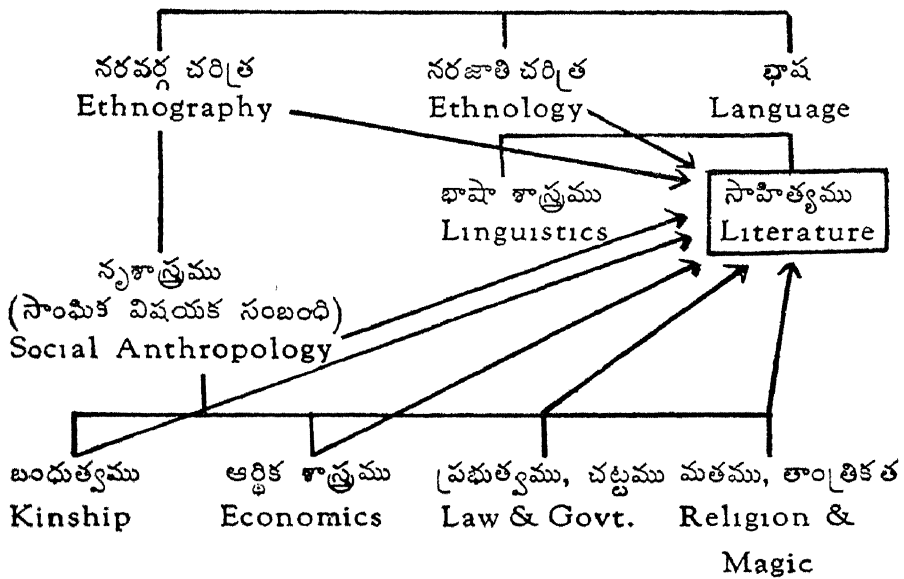 నరవర్గ చరిత్ర
Ethnography
నరజాతి చరిత్ర
Ethnology
భాష
Language
భాషా శాస్త్రము
Linguistics
సాహిత్యము
Literature
నృశాస్త్రము
(సాంఘిక విషయక సంబంధి)
Social Anthropology
బంధుత్వము
Kinship
ఆర్థిక శాస్త్రము
Economics
ప్రభుత్వము, చట్టము
Law & Govt.
మతము, తాంత్రికత
Religion &
Magic